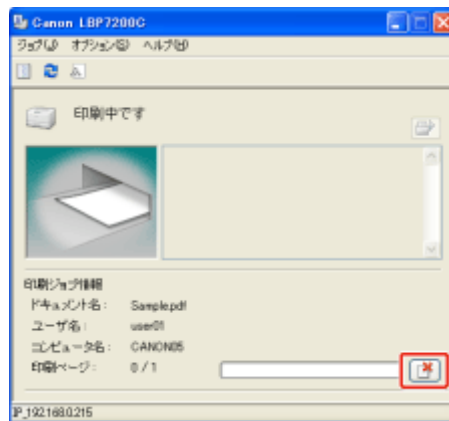 Canon LBP7200C
ジョブ(J) オプション(S) ヘルプ(H)
印刷中です
印刷ジョブ情報
ドキュメント名: Sample.pdf
ユーザ名: user01
コンピュータ名: CANON05
印刷ページ: 0 / 1
IP_192.168.0.215